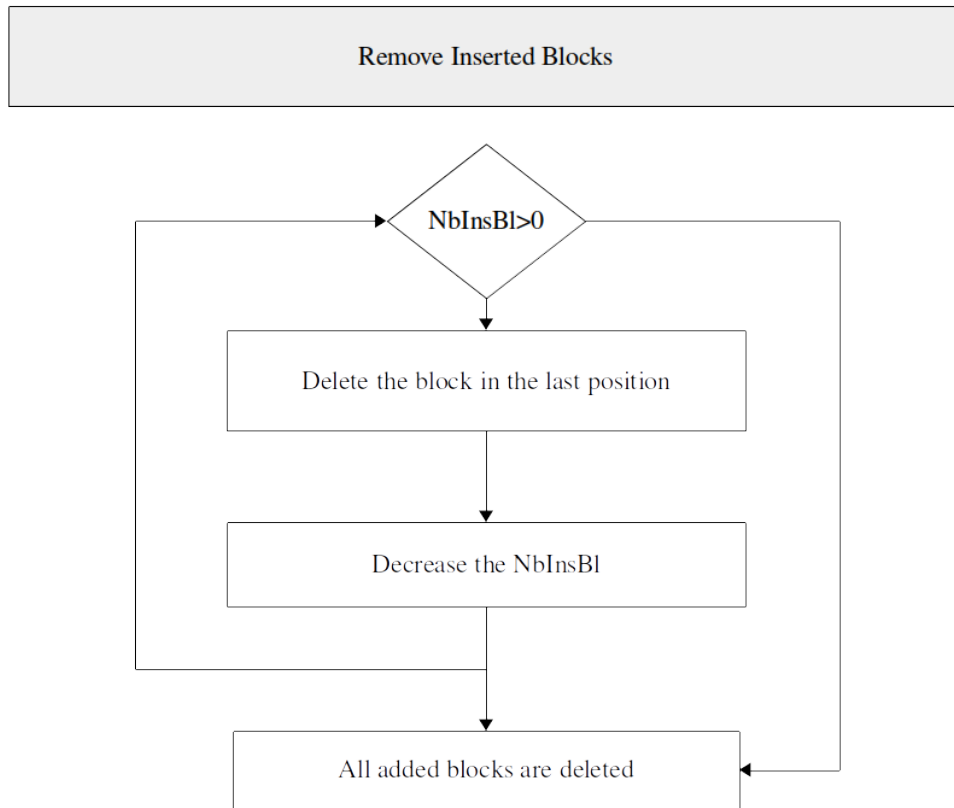 Remove Inserted Blocks
NbInsBl>0
Delete the block in the last position
Decrease the NbInsBl
All added blocks are deleted